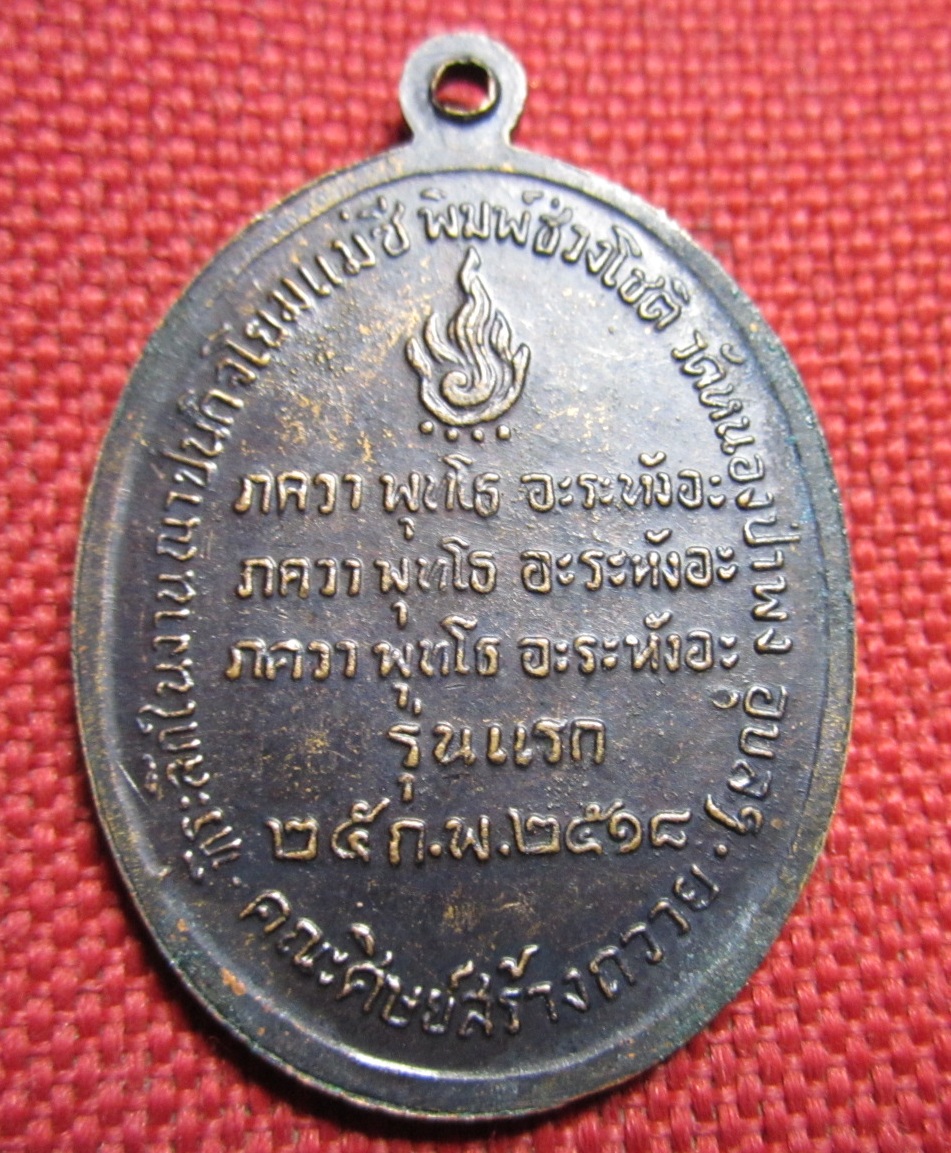 ที่ระลึกในงานฌาปนกิจโยมแม่ชี พิมพ์ช่วงโชติ วัดหนองป่าพง อุบลฯ
ภควา พุทโธ อะระหังอะ
ภควา พุทโธ อะระหังอะ
ภควา พุทโธ อะระหังอะ
รุ่นแรก
๒๕ ก.พ.๒๕๑๘
คณะศิษย์สร้างถวาย